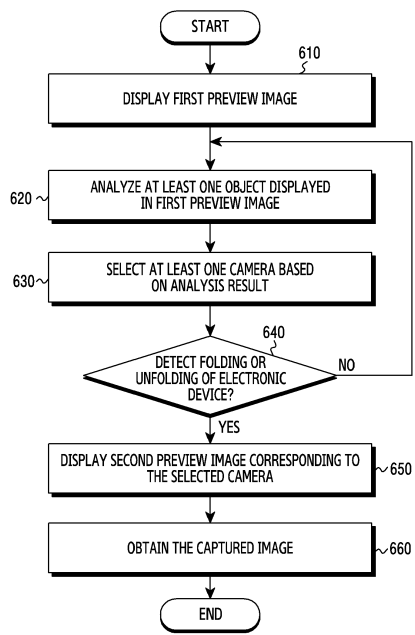 START
610
DISPLAY FIRST PREVIEW IMAGE
620
ANALYZE AT LEAST ONE OBJECT DISPLAYED
IN FIRST PREVIEW IMAGE
630
SELECT AT LEAST ONE CAMERA BASED
ON ANALYSIS RESULT
640
DETECT FOLDING OR
UNFOLDING OF ELECTRONIC
DEVICE?
NO
YES
DISPLAY SECOND PREVIEW IMAGE CORRESPONDING TO
THE SELECTED CAMERA
650
OBTAIN THE CAPTURED IMAGE
660
END